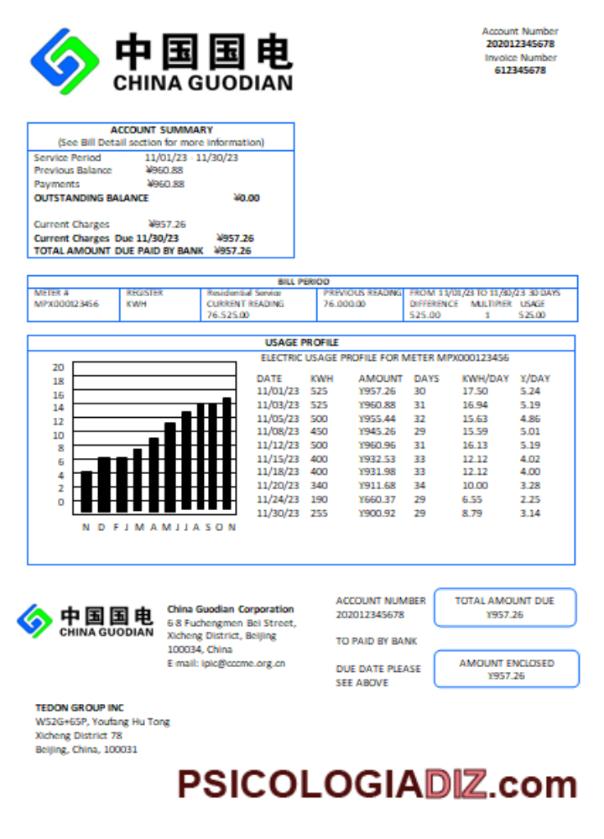 中国国电
CHINA GUODIAN
Account Number
202012345678
Invoice Number
612345678
ACCOUNT SUMMARY
(See Bill Detail section for more information)
Service Period 11/01/23 - 11/30/23
Previous Balance ¥960.88
Payments ¥960.88
OUTSTANDING BALANCE ¥0.00
Current Charges ¥957.26
Current Charges Due 11/30/23 ¥957.26
TOTAL AMOUNT DUE PAID BY BANK ¥957.26
BILL PERIOD
METER # REGISTER Residential Service PREVIOUS READING FROM 11/01/23 TO 11/30/23 30 DAYS
MPX000123456 KWH CURRENT READING 76.000.00 DIFFERENCE MULTIPIER USAGE
76.525.00 525.00 1 525.00
USAGE PROFILE
ELECTRIC USAGE PROFILE FOR METER MPX000123456
20
18
16
14
12
10
8
6
4
2
0
N D F J M A M J J A S O N
DATE KWH AMOUNT DAYS KWH/DAY Y/DAY
11/01/23 525 Y957.26 30 17.50 5.24
11/03/23 525 Y960.88 31 16.94 5.19
11/05/23 500 Y955.44 32 15.63 4.86
11/08/23 450 Y945.26 29 15.59 5.01
11/12/23 500 Y960.96 31 16.13 5.19
11/15/23 400 Y932.53 33 12.12 4.02
11/18/23 400 Y931.98 33 12.12 4.00
11/20/23 340 Y911.68 34 10.00 3.28
11/24/23 190 Y660.37 29 6.55 2.25
11/30/23 255 Y900.92 29 8.79 3.14
中国国电
CHINA GUODIAN
China Guodian Corporation
6-8 Fuchengmen Bei Street,
Xicheng District, Beijing
100034, China
E-mail: ipic@cccme.org.cn
ACCOUNT NUMBER
202012345678
TO PAID BY BANK
DUE DATE PLEASE
SEE ABOVE
TOTAL AMOUNT DUE
Y957.26
AMOUNT ENCLOSED
Y957.26
TEDON GROUP INC
W52G+65P, Youfang Hu Tong
Xicheng District 78
Beijing, China, 100031
PSICOLOGIADIZ.com